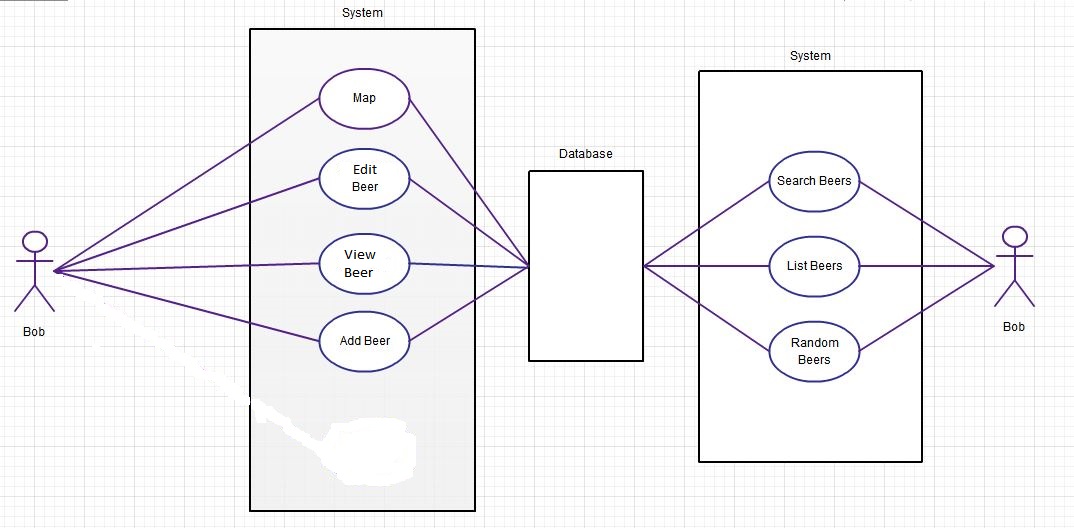 System
Map
Edit
Beer
View
Beer
Add Beer
Bob
Database
System
Search Beers
List Beers
Random
Beers
Bob